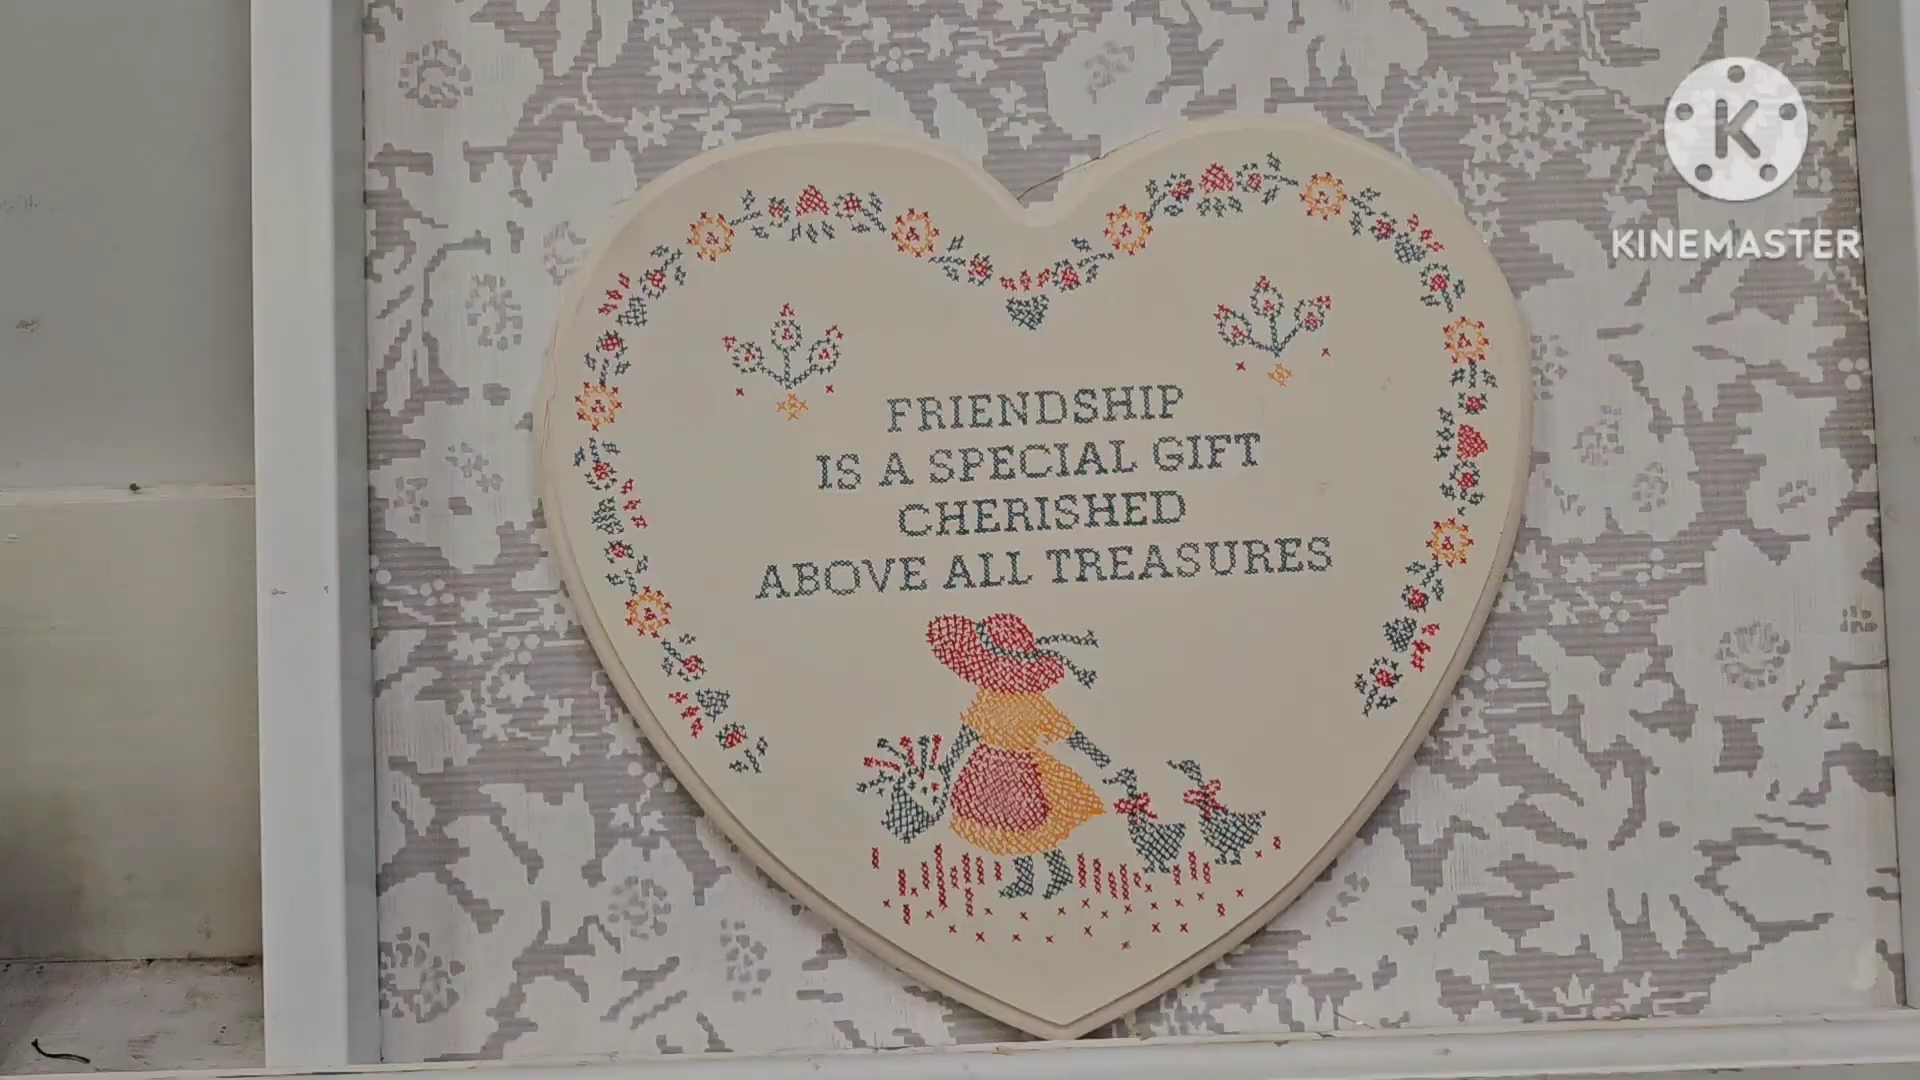 K
KINEMASTER
FRIENDSHIP
IS A SPECIAL GIFT
CHERISHED
ABOVE ALL TREASURES